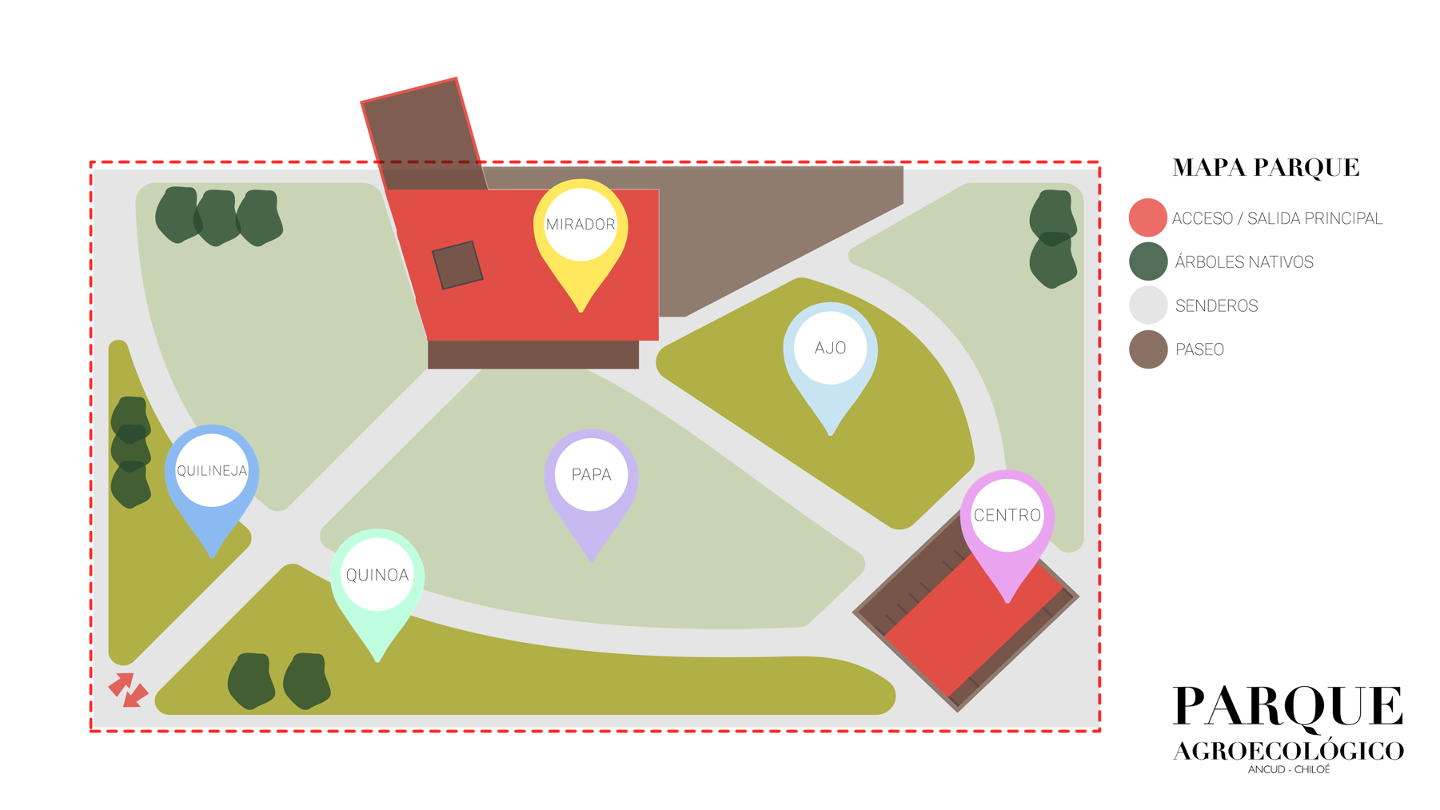 MAPA PARQUE
ACCESO / SALIDA PRINCIPAL
ÁRBOLES NATIVOS
SENDEROS
PASEO
MIRADOR
AJO
QUILINEJA
PAPA
CENTRO
QUINOA
PARQUE
AGROECOLÓGICO
ANCUD - CHILOÉ